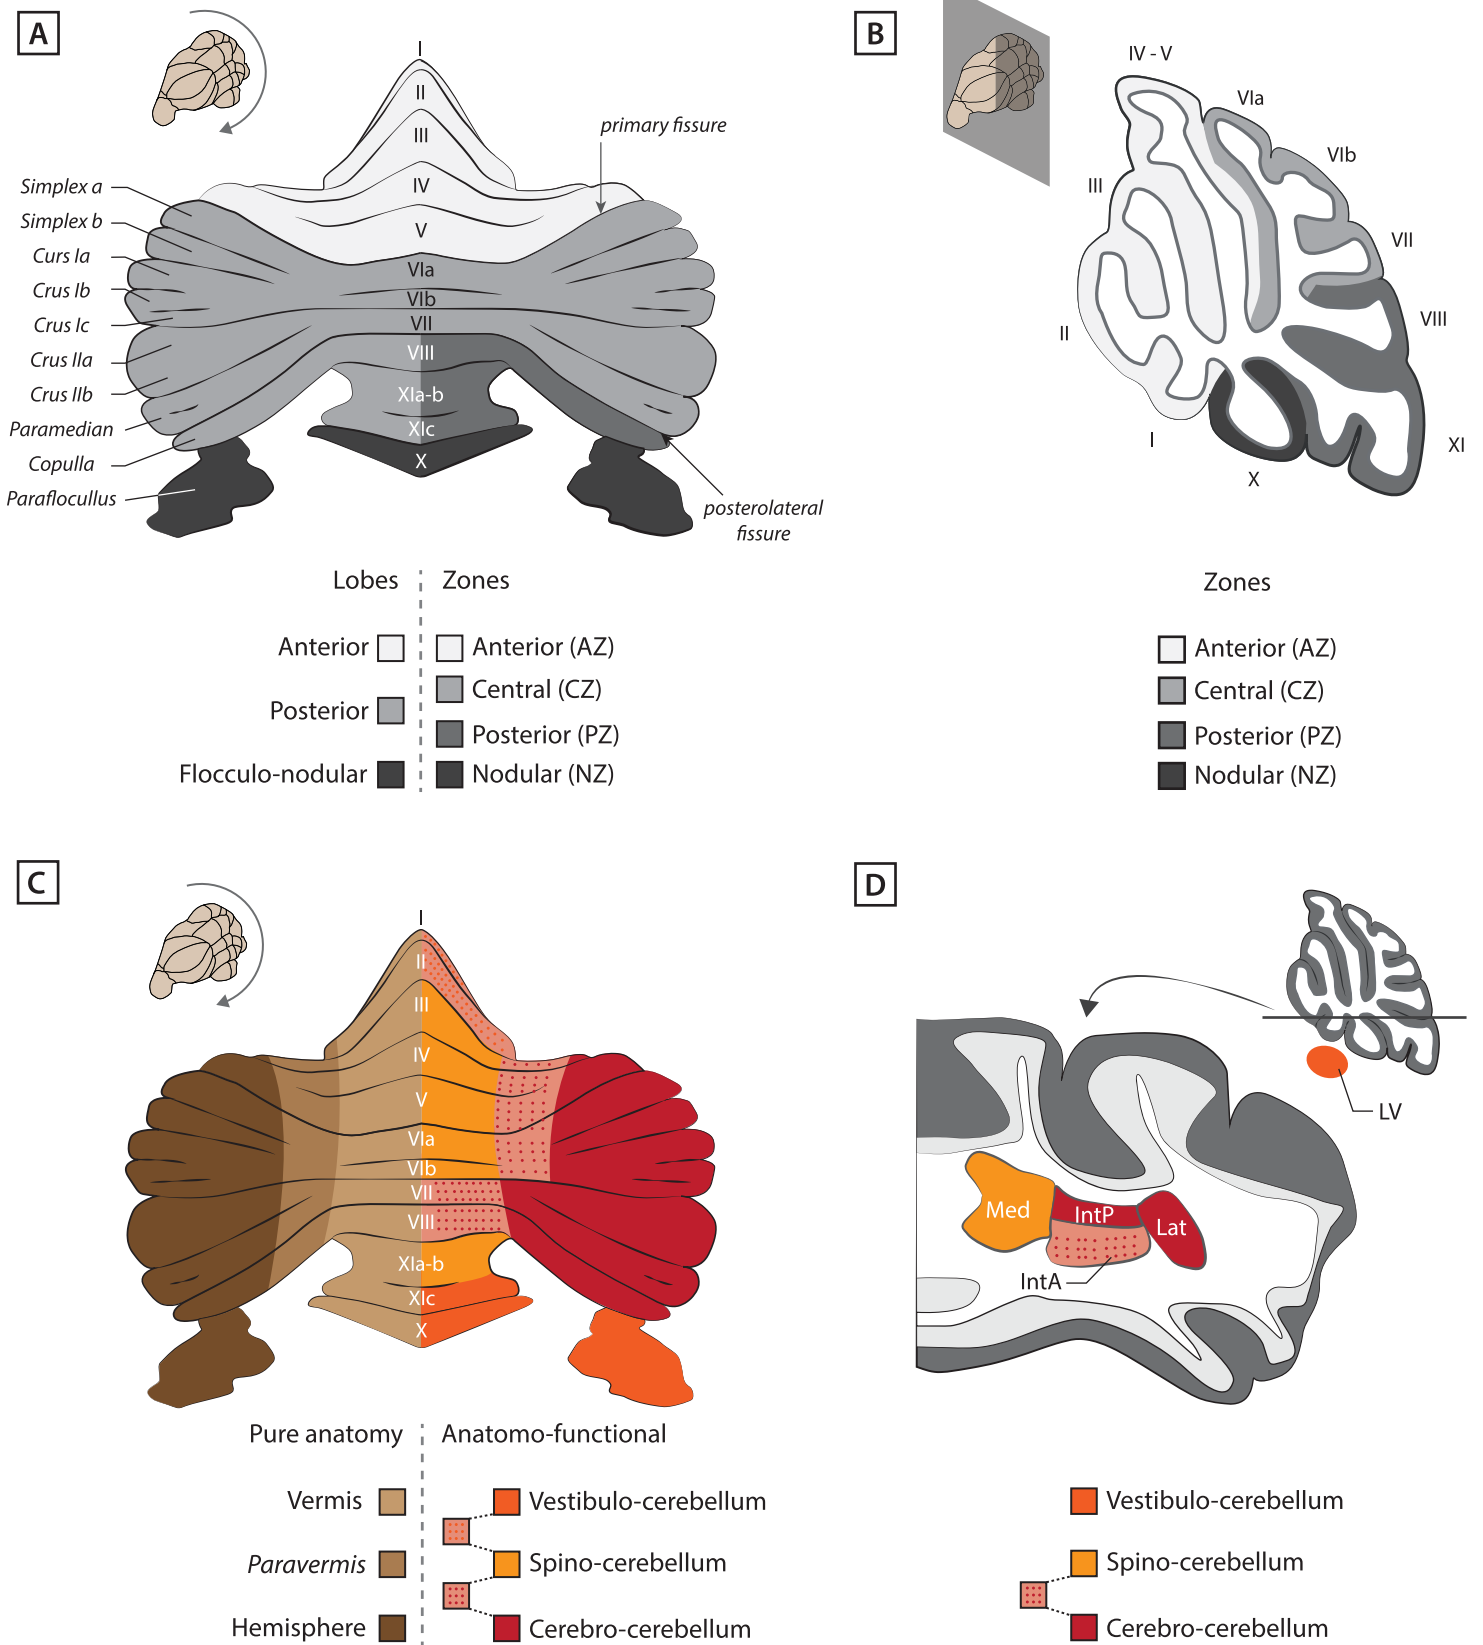 A
I
II
III
IV
V
VIa
VIb
VII
VIII
XIa-b
XIc
X
primary fissure
Simplex a
Simplex b
Curs Ia
Crus Ib
Crus Ic
Crus IIa
Crus IIb
Paramedian
Copulla
Paraflocullus
posterolateral
fissure
Lobes
Zones
Anterior
Anterior (AZ)
Central (CZ)
Posterior
Posterior (PZ)
Flocculo-nodular
Nodular (NZ)
B
IV - V
VIa
VIb
III
VII
VIII
II
I
XI
X
Zones
Anterior (AZ)
Central (CZ)
Posterior (PZ)
Nodular (NZ)
C
I
II
III
IV
V
VIa
VIb
VII
VIII
XIa-b
XIc
X
Pure anatomy
Anatomo-functional
Vermis
Vestibulo-cerebellum
Paravermis
Spino-cerebellum
Hemisphere
Cerebro-cerebellum
D
LV
Med
IntP
Lat
IntA
Vestibulo-cerebellum
Spino-cerebellum
Cerebro-cerebellum